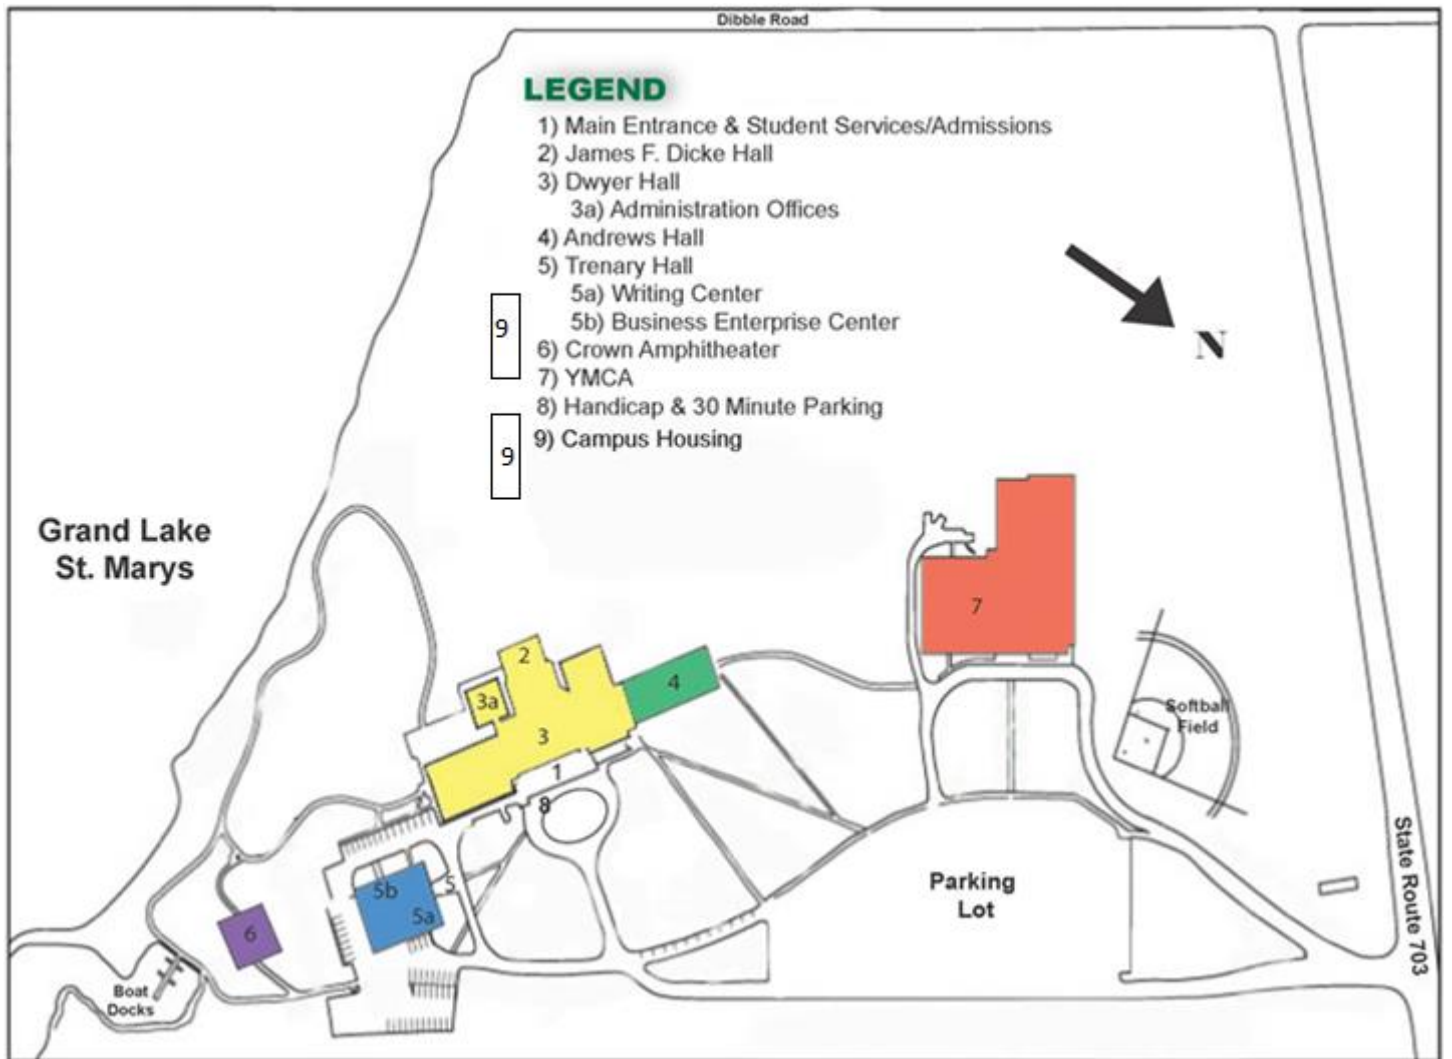 Dibble Road
LEGEND
1) Main Entrance & Student Services/Admissions
2) James F. Dicke Hall
3) Dwyer Hall
3a) Administration Offices
4) Andrews Hall
5) Trenary Hall
5a) Writing Center
5b) Business Enterprise Center
6) Crown Amphitheater
7) YMCA
8) Handicap & 30 Minute Parking
9) Campus Housing
9
9
N
Grand Lake
St. Marys
7
2
4
3a
3
1
8
Softball
Field
5b
5
5a
6
Parking
Lot
State Route 703
Boat
Docks